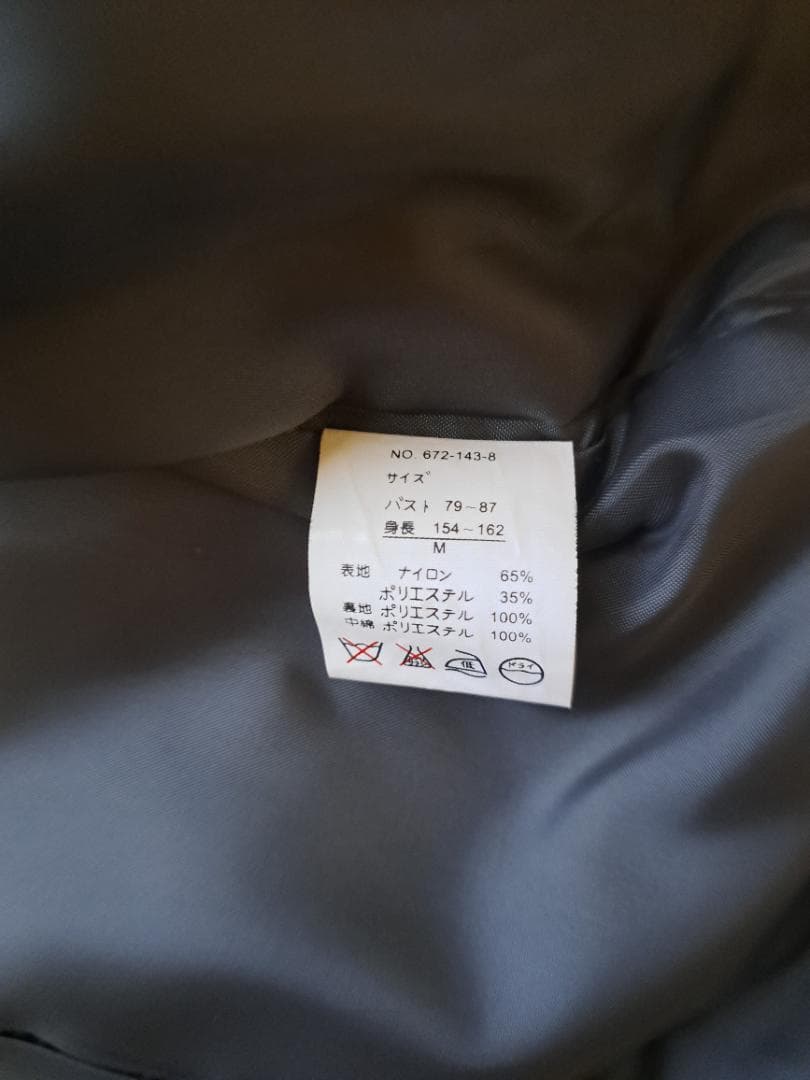 NO. 672-143-8
サイズ
バスト 79~87
身長 154~162
M
表地 ナイロン 65%
ポリエステル 35%
裏地 ポリエステル 100%
中綿 ポリエステル 100%
低 ドライ